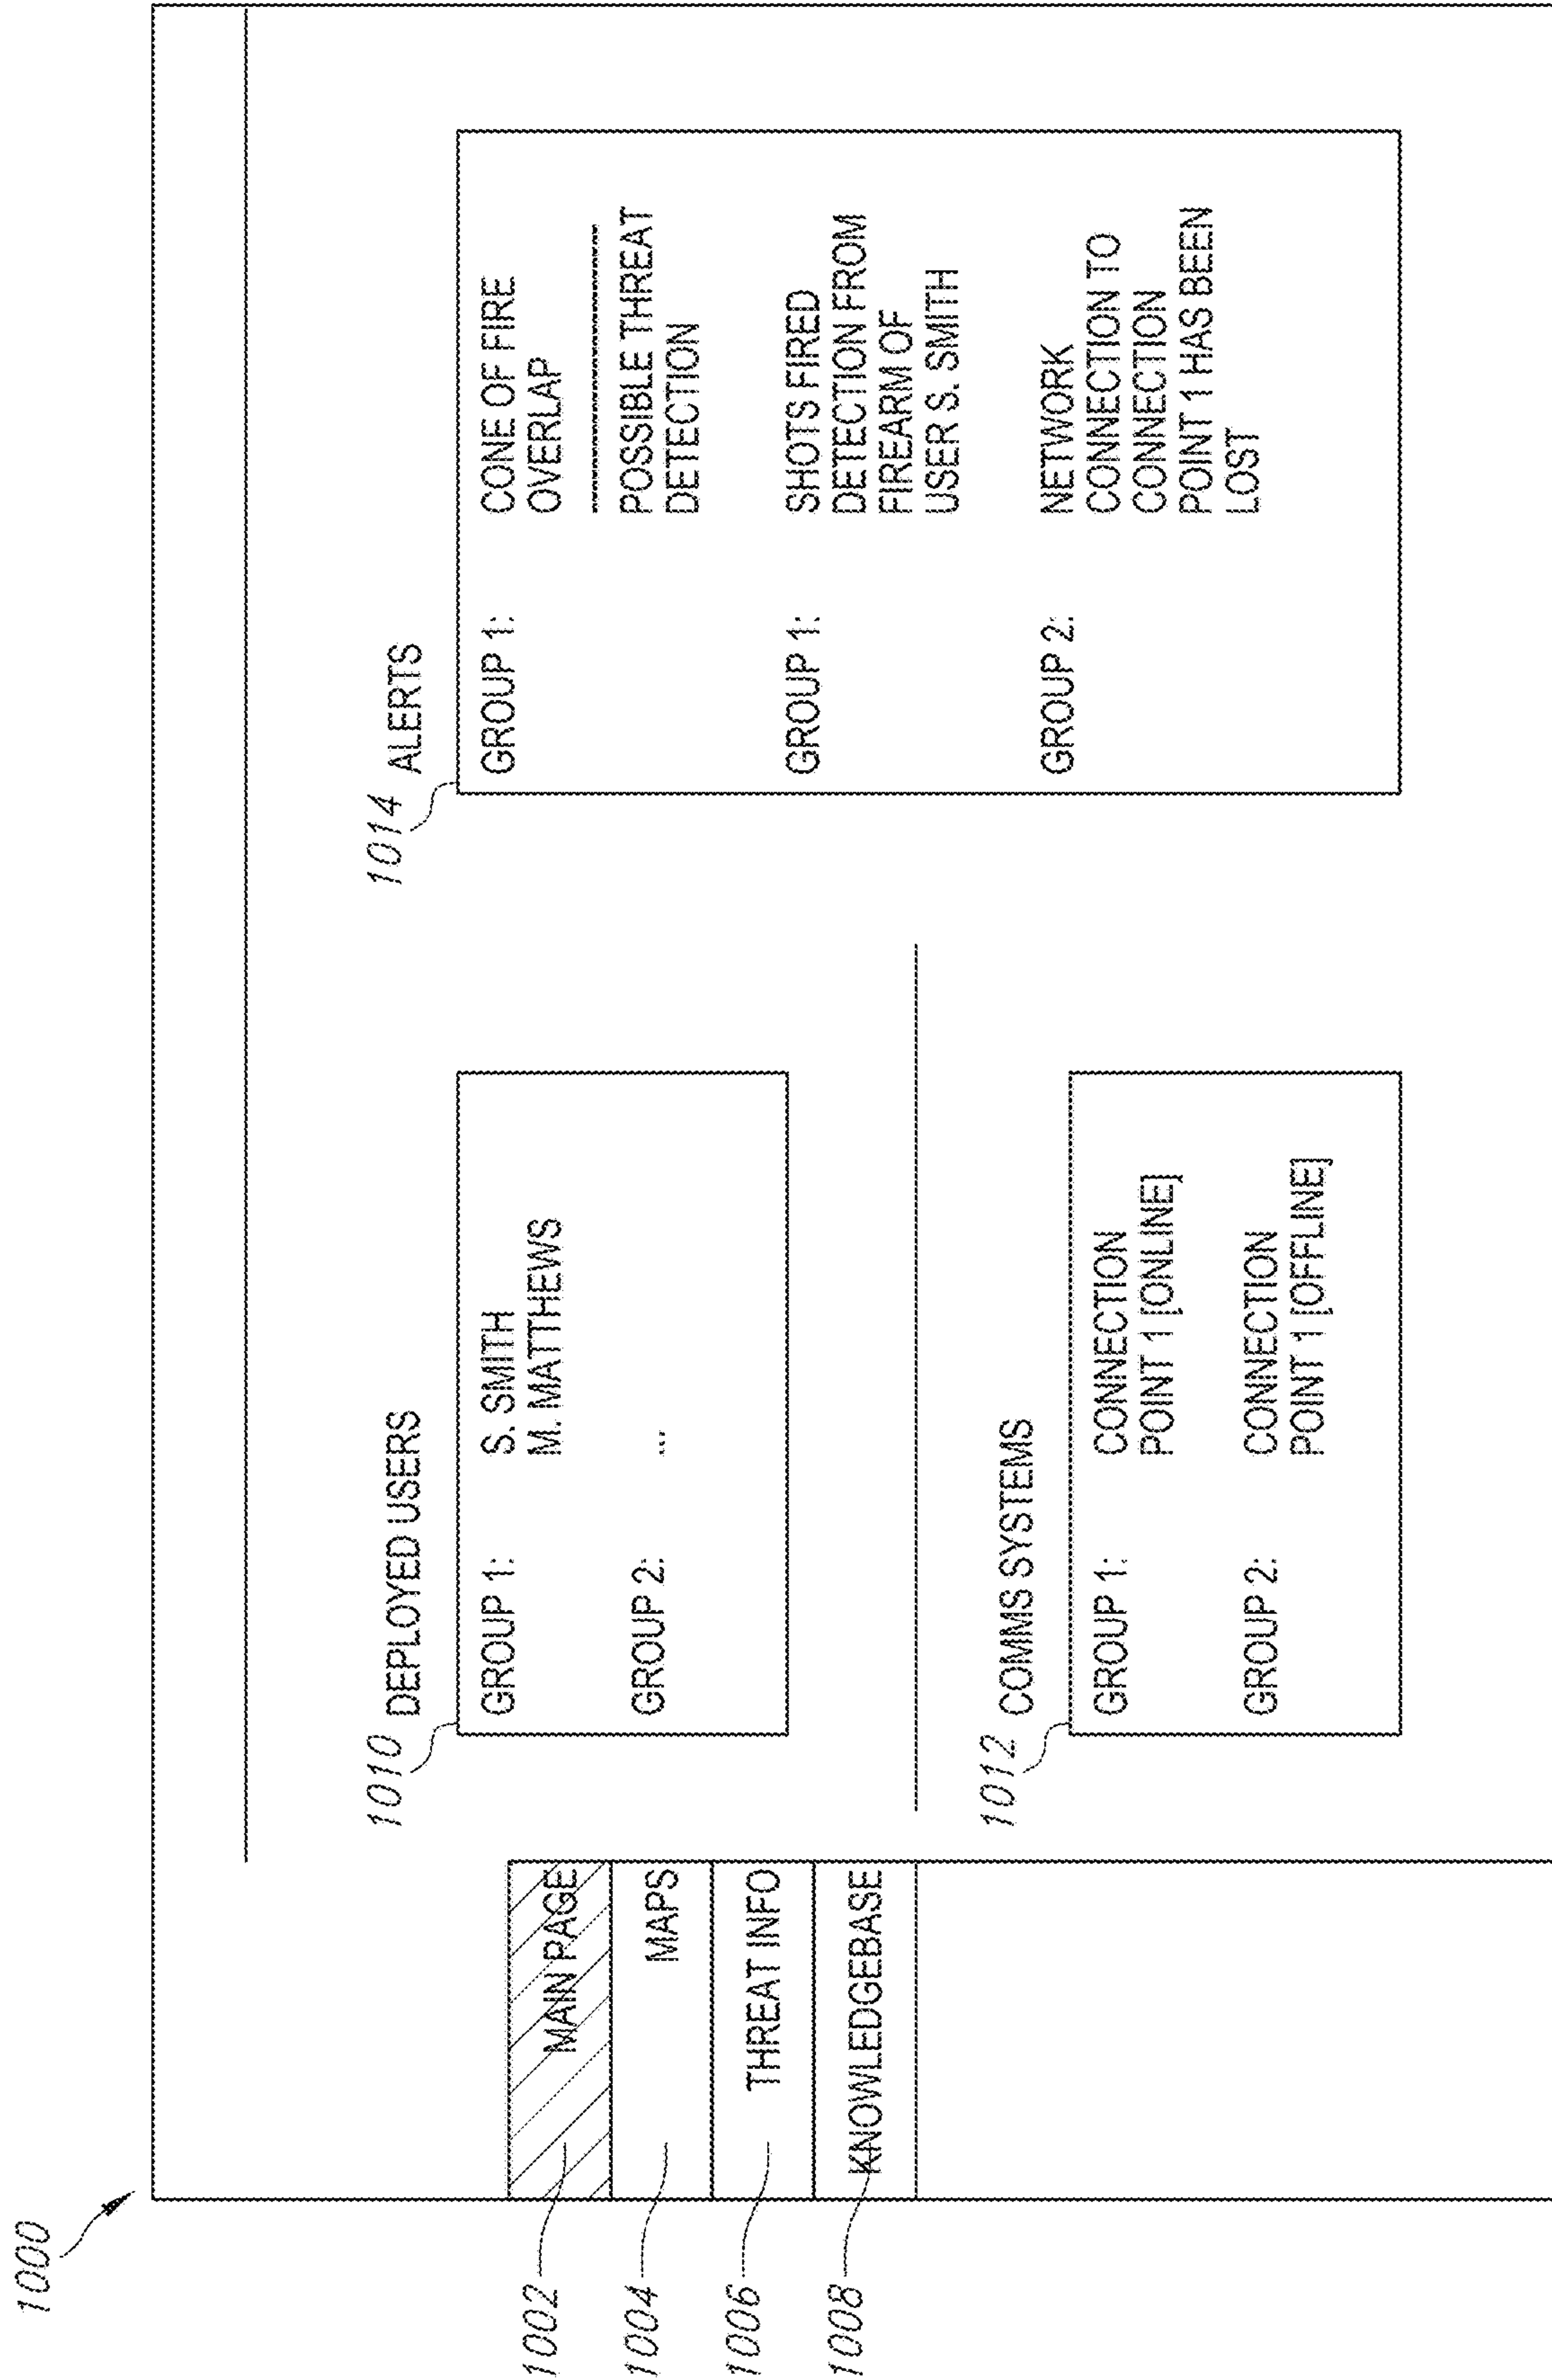 1000
1002
MAIN PAGE
1004
MAPS
1006
THREAT INFO
1008
KNOWLEDGEBASE
1010
DEPLOYED USERS
GROUP 1: S. SMITH
M. MATTHEWS
GROUP 2: ...
1012
COMMS SYSTEMS
GROUP 1: CONNECTION
POINT 1 [ONLINE]
GROUP 2: CONNECTION
POINT 1 [OFFLINE]
1014
ALERTS
GROUP 1: CONE OF FIRE
OVERLAP
POSSIBLE THREAT
DETECTION
GROUP 1: SHOTS FIRED
DETECTION FROM
FIREARM OF
USER S. SMITH
GROUP 2: NETWORK
CONNECTION TO
CONNECTION
POINT 1 HAS BEEN
LOST